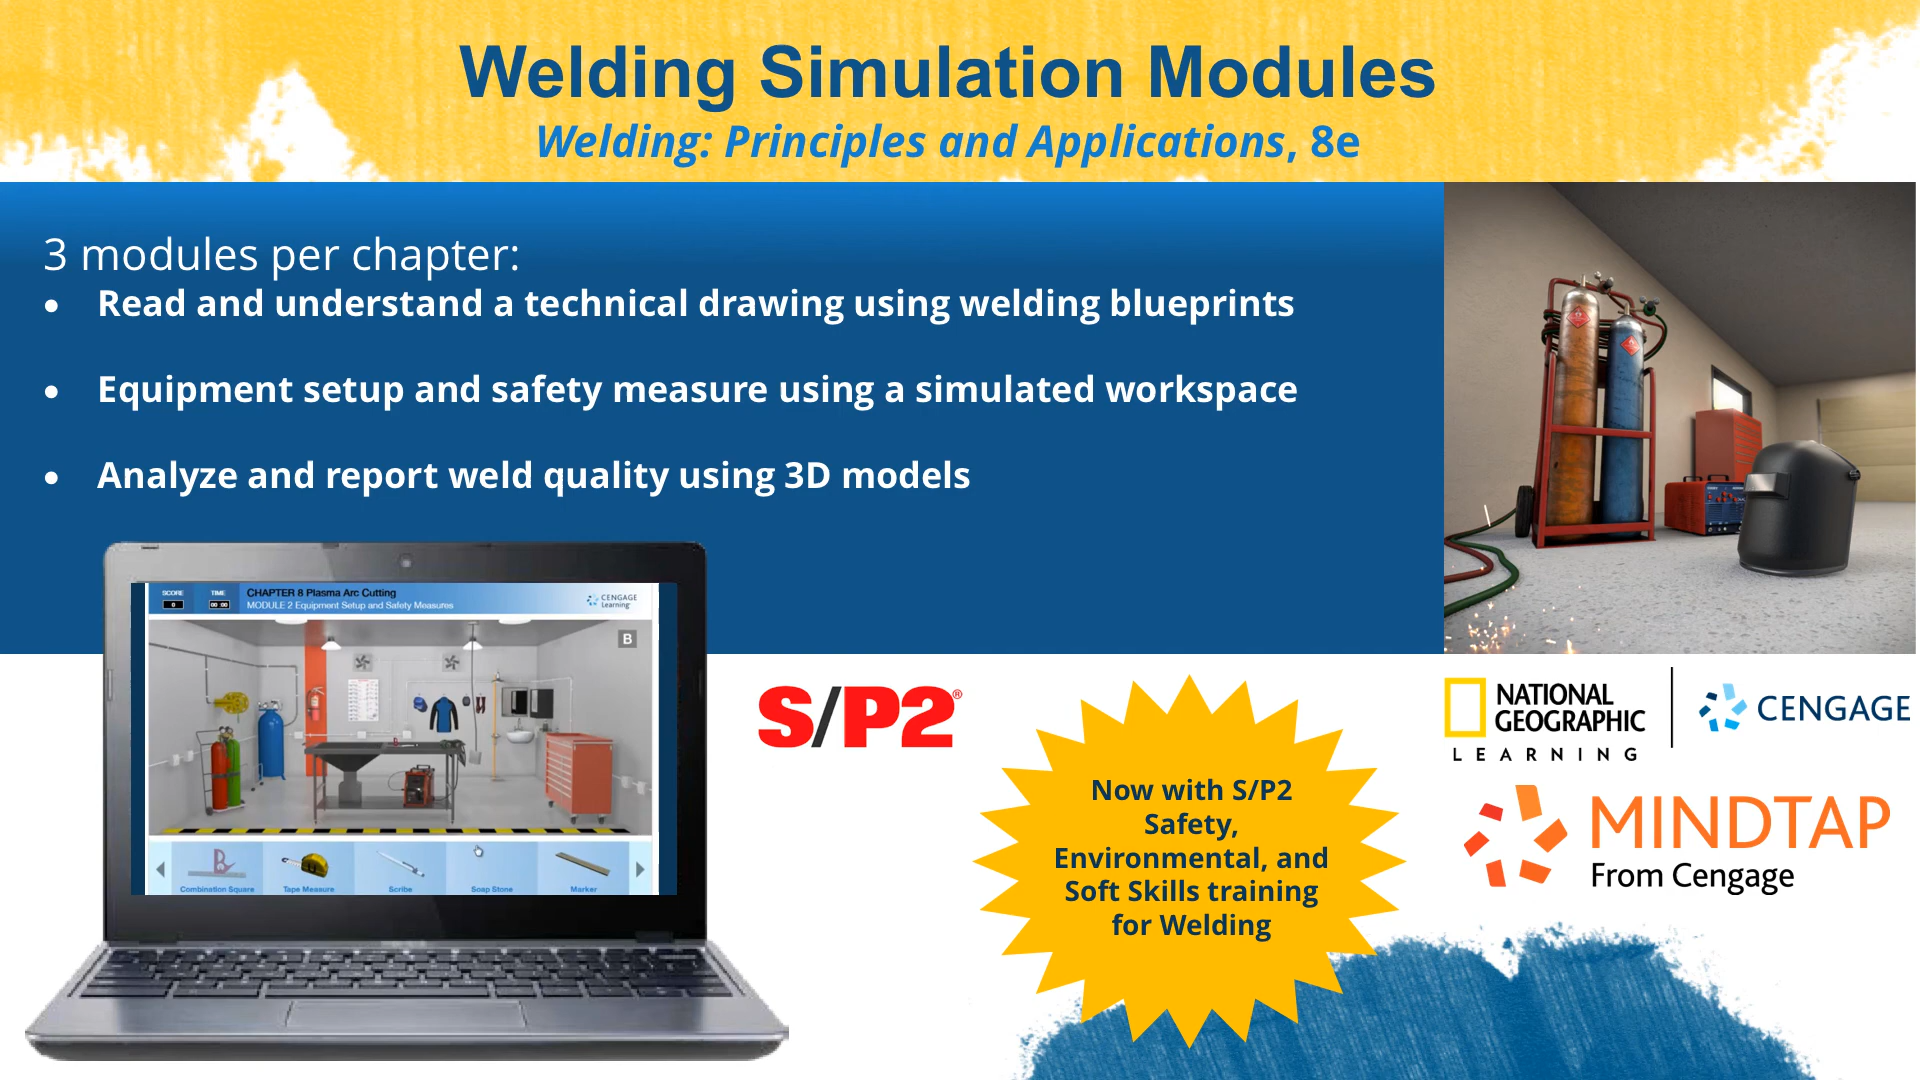 Welding Simulation Modules
Welding: Principles and Applications, 8e
3 modules per chapter:
• Read and understand a technical drawing using welding blueprints
• Equipment setup and safety measure using a simulated workspace
• Analyze and report weld quality using 3D models
SCORE
0
TIME
00:00
CHAPTER 8 Plasma Arc Cutting
MODULE 2 Equipment Setup and Safety Measures
CENGAGE
Learning
B
Combination Square
Tape Measure
Scribe
Soap Stone
Marker
S/P2®
Now with S/P2
Safety,
Environmental, and
Soft Skills training
for Welding
NATIONAL
GEOGRAPHIC
LEARNING
CENGAGE
MINDTAP
From Cengage